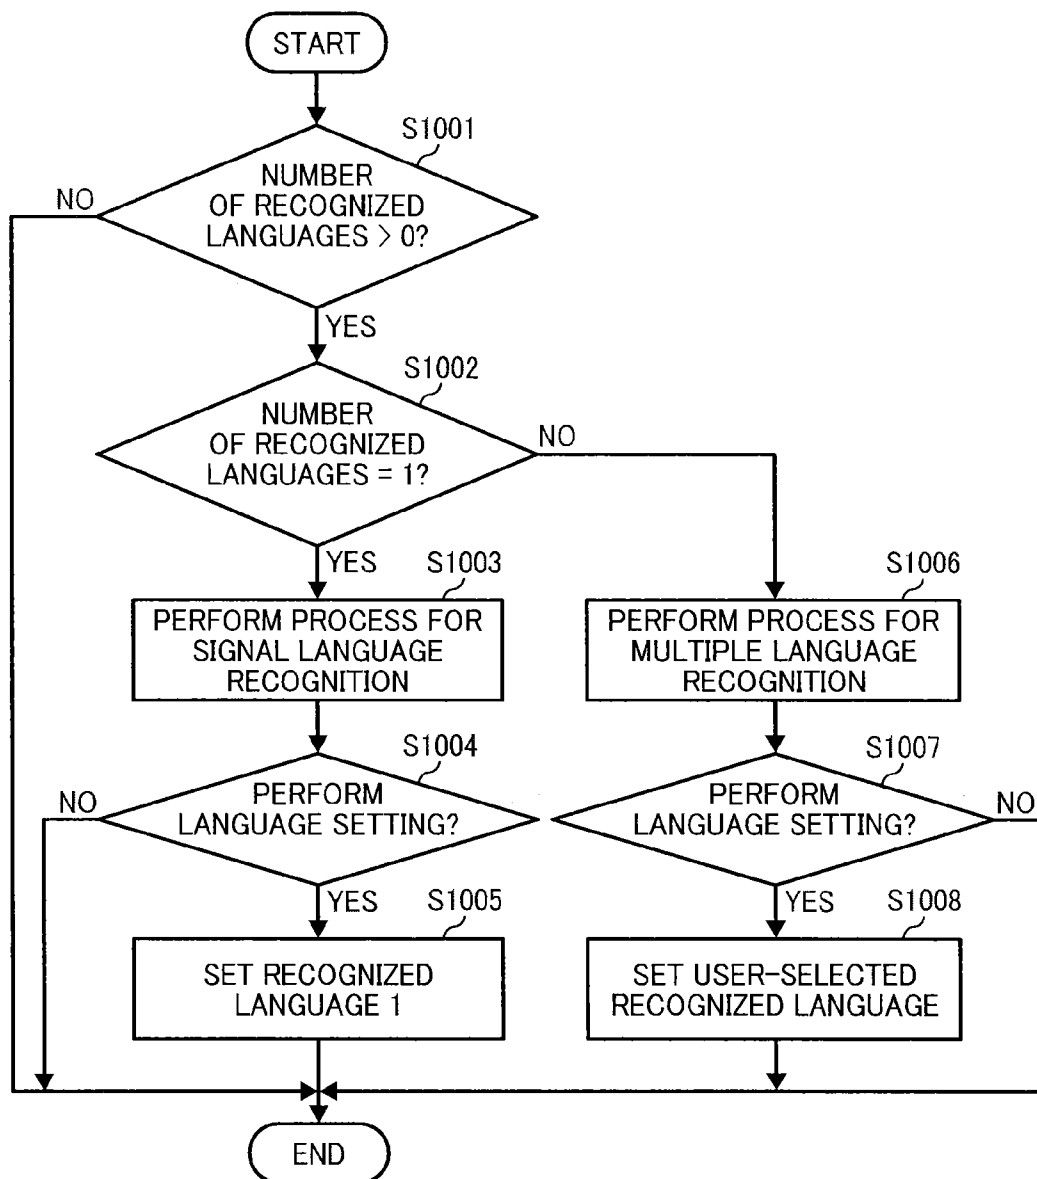 START
S1001
NUMBER
OF RECOGNIZED
LANGUAGES > 0?
NO
YES
S1002
NUMBER
OF RECOGNIZED
LANGUAGES = 1?
NO
YES
S1003
PERFORM PROCESS FOR
SIGNAL LANGUAGE
RECOGNITION
S1006
PERFORM PROCESS FOR
MULTIPLE LANGUAGE
RECOGNITION
S1004
PERFORM
LANGUAGE SETTING?
NO
YES
S1007
PERFORM
LANGUAGE SETTING?
NO
YES
S1005
SET RECOGNIZED
LANGUAGE 1
S1008
SET USER-SELECTED
RECOGNIZED LANGUAGE
END